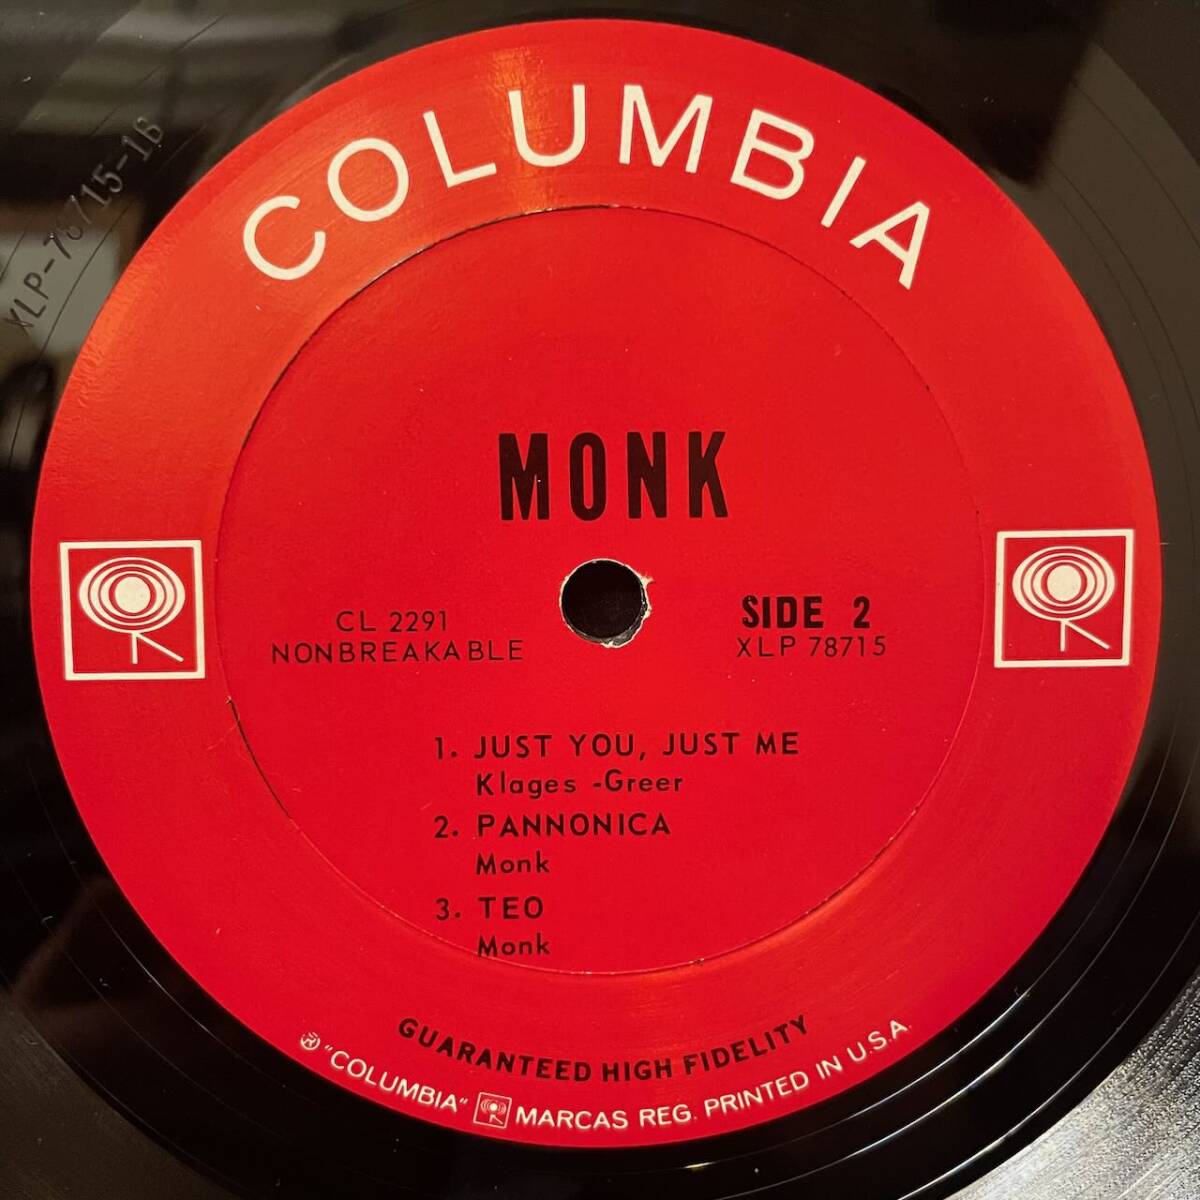 COLUMBIA
XLP-78715-1B
MONK
CL 2291
NONBREAKABLE
SIDE 2
XLP 78715
1. JUST YOU, JUST ME
Klages -Greer
2. PANNONICA
Monk
3. TEO
Monk
GUARANTEED HIGH FIDELITY
® "COLUMBIA" MARCAS REG. PRINTED IN U.S.A.